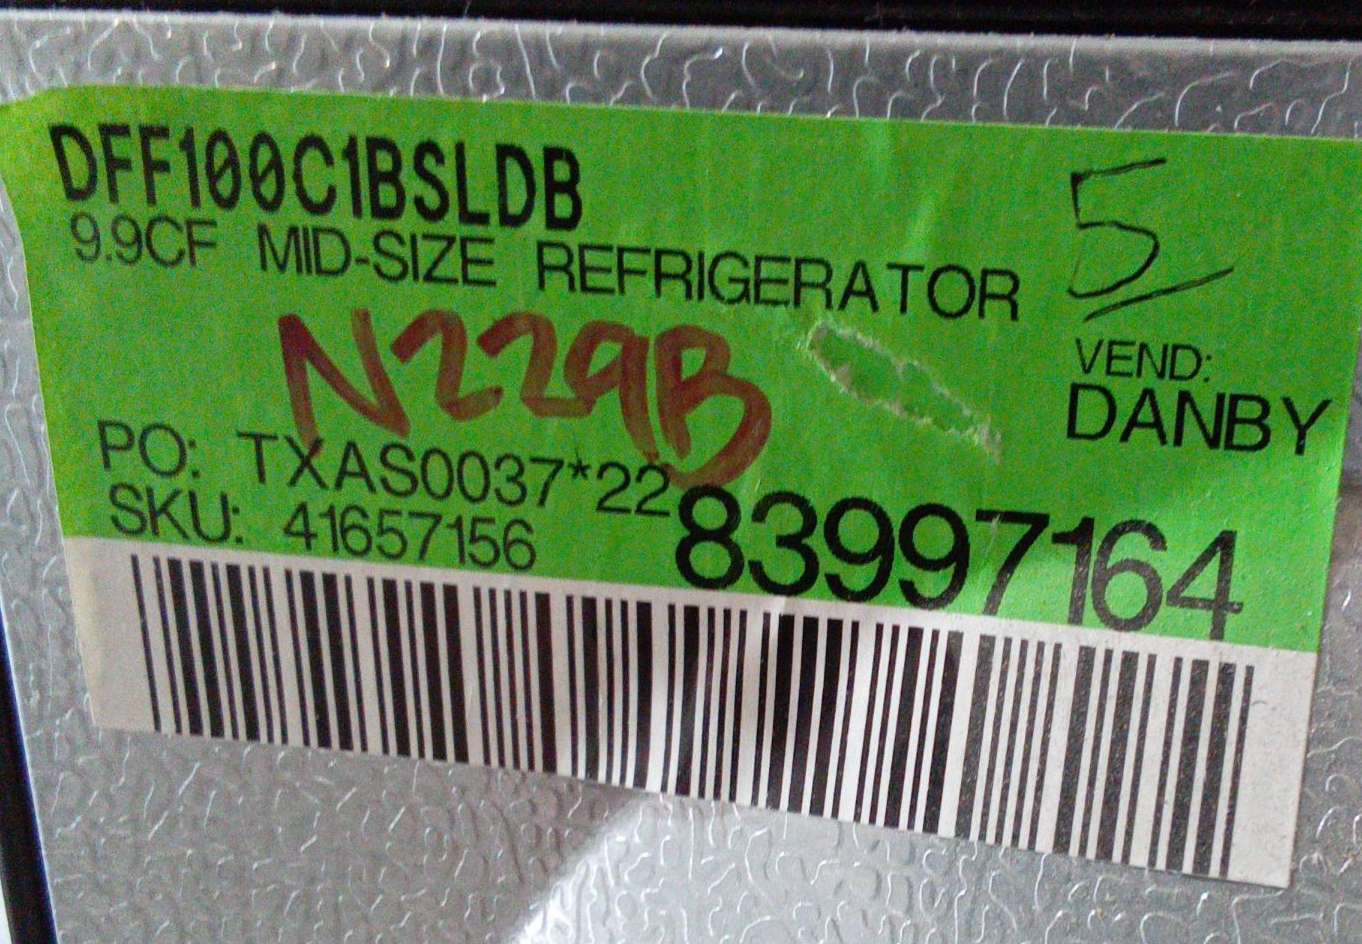 DFF100C1BSLDB
5
9.9CF MID-SIZE REFRIGERATOR
N229B
VEND:
DANBY
PO: TXAS0037*22
SKU: 41657156
83997164